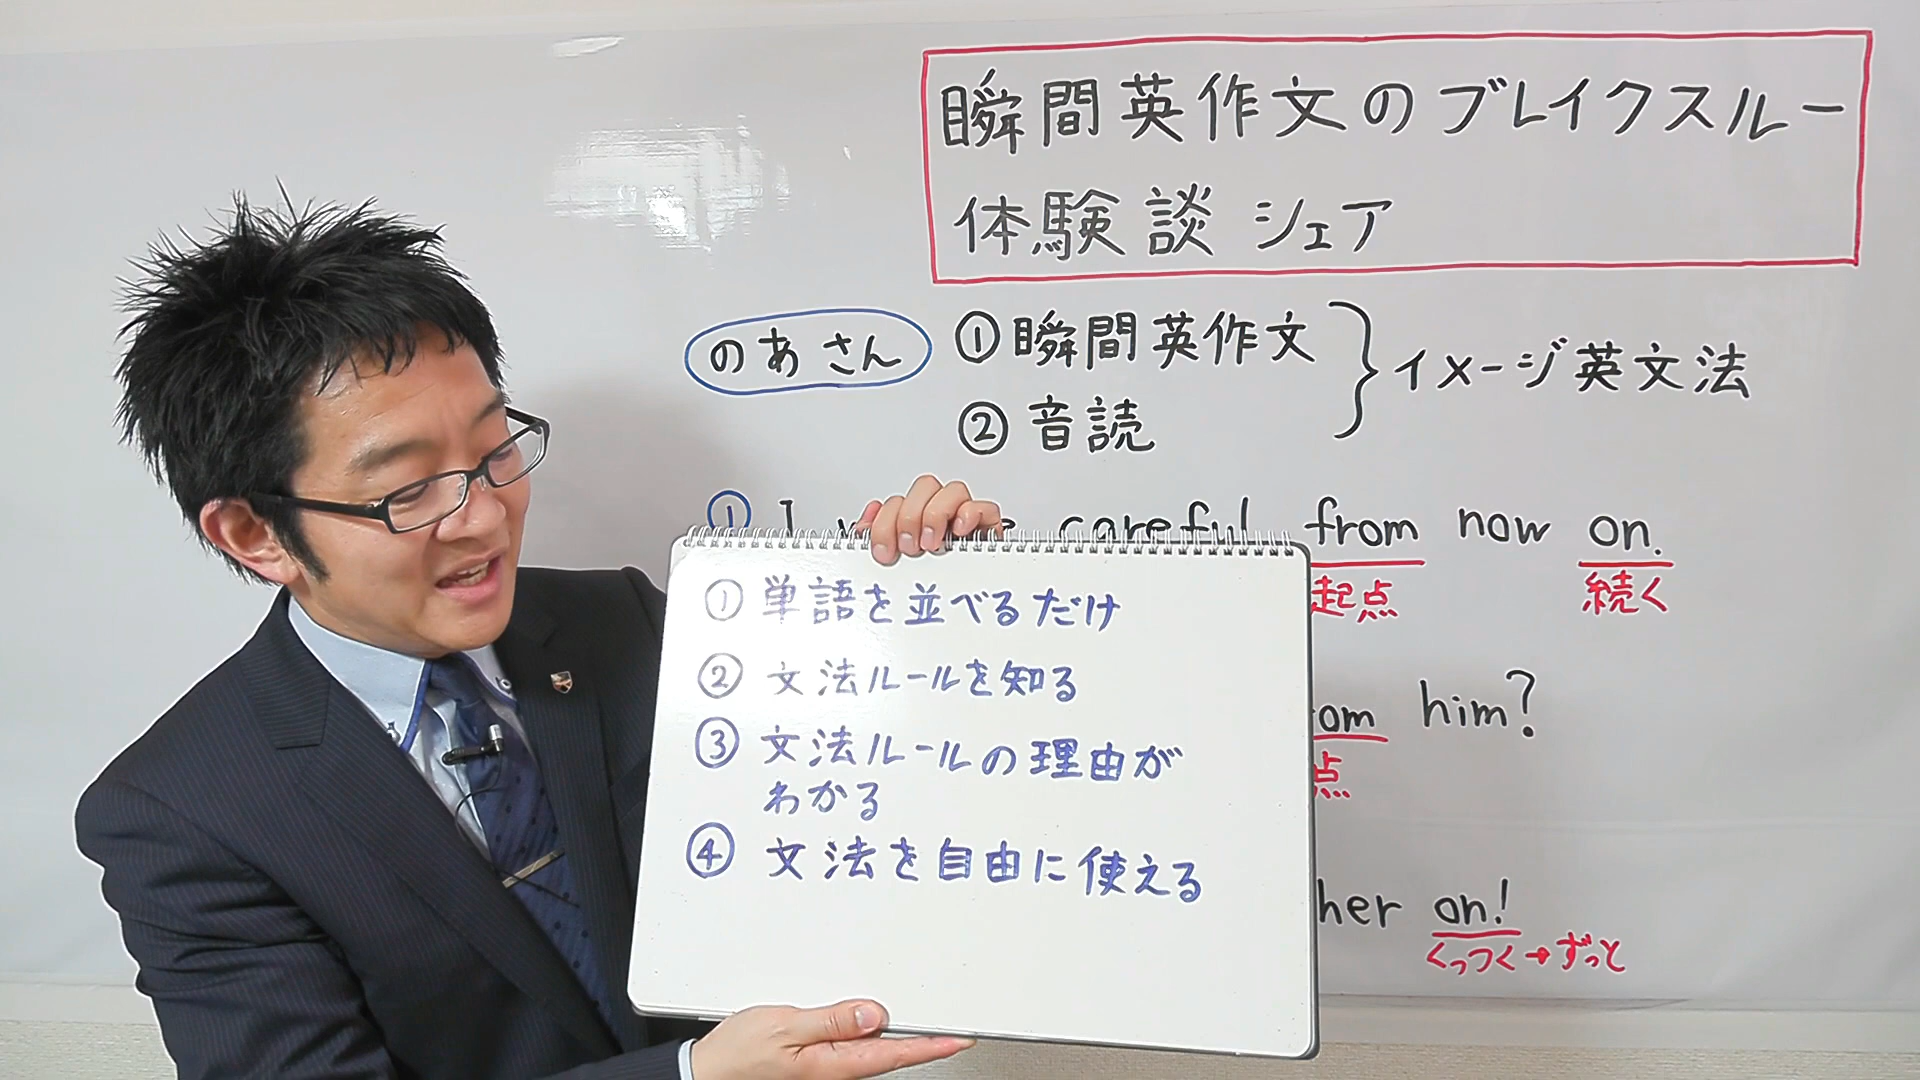 瞬間英作文のブレイクスルー
体験談 シェア
のあさん
①瞬間英作文
②音読
イメージ英文法
① I careful from now on.
起点 続く
him?
点
her on!
くっつく→ずっと
① 単語を並べるだけ
② 文法ルールを知る
③ 文法ルールの理由が
わかる
④ 文法を自由に使える